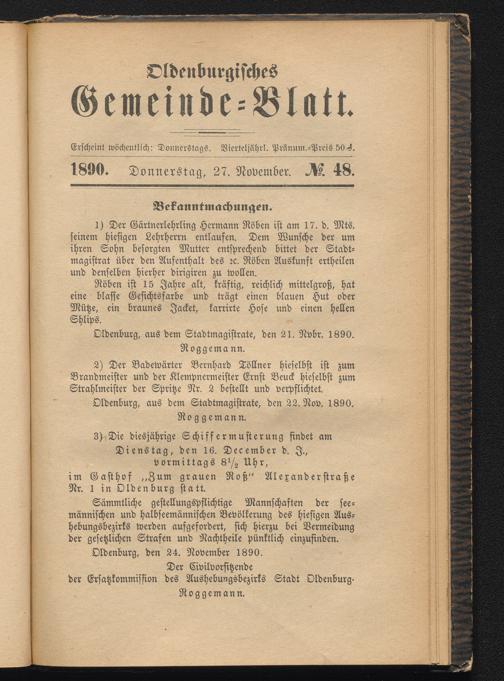 Oldenburgisches
Gemeinde=Blatt.
Erscheint wöchentlich: Donnerstags. Vierteljährl. Pränum.=Preis 50 ₰.
1890. Donnerstag, 27. November. № 48.
Bekanntmachungen.
1) Der Gärtnerlehrling Hermann Röben ist am 17. d. Mts.
seinem hiesigen Lehrherrn entlaufen. Dem Wunsche der um
ihren Sohn besorgten Mutter entsprechend bittet der Stadt=
magistrat über den Aufenthalt des ꝛc. Röben Auskunft ertheilen
und denselben hierher dirigiren zu wollen.
Röben ist 15 Jahre alt, kräftig, reichlich mittelgroß, hat
eine blasse Gesichtsfarbe und trägt einen blauen Hut oder
Mütze, ein braunes Jacket, karrirte Hose und einen hellen
Shlips.
Oldenburg, aus dem Stadtmagistrate, den 21. Nvbr. 1890.
Roggemann.
2) Der Badewärter Bernhard Töllner hieselbst ist zum
Brandmeister und der Klempnermeister Ernst Beuck hieselbst zum
Strahlmeister der Spritze Nr. 2 bestellt und verpflichtet.
Oldenburg, aus dem Stadtmagistrate, den 22. Nov. 1890.
Roggemann.
3) Die diesjährige Schiffermusterung findet am
Dienstag, den 16. December d. J.,
vormittags 8½ Uhr,
im Gasthof „Zum grauen Roß“ Alexanderstraße
Nr. 1 in Oldenburg statt.
Sämmtliche gestellungspflichtige Mannschaften der see=
männischen und halbseemännischen Bevölkerung des hiesigen Aus=
hebungsbezirks werden aufgefordert, sich hierzu bei Vermeidung
der gesetzlichen Strafen und Nachtheile pünktlich einzufinden.
Oldenburg, den 24. November 1890.
Der Civilvorsitzende
der Ersatzkommission des Aushebungsbezirks Stadt Oldenburg.
Roggemann.